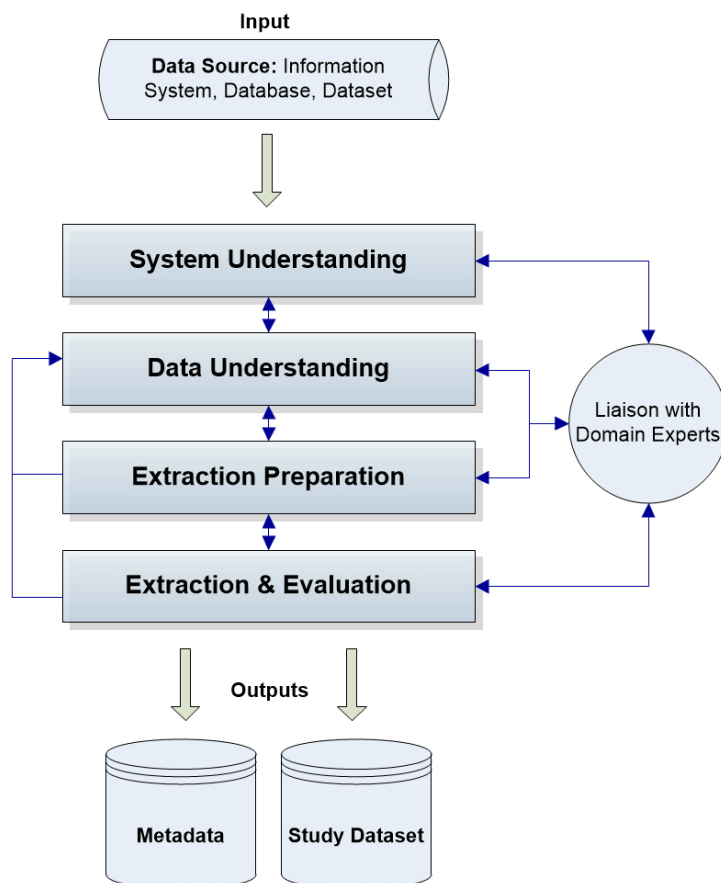 Input
Data Source: Information
System, Database, Dataset
System Understanding
Data Understanding
Liaison with
Domain Experts
Extraction Preparation
Extraction & Evaluation
Outputs
Metadata
Study Dataset